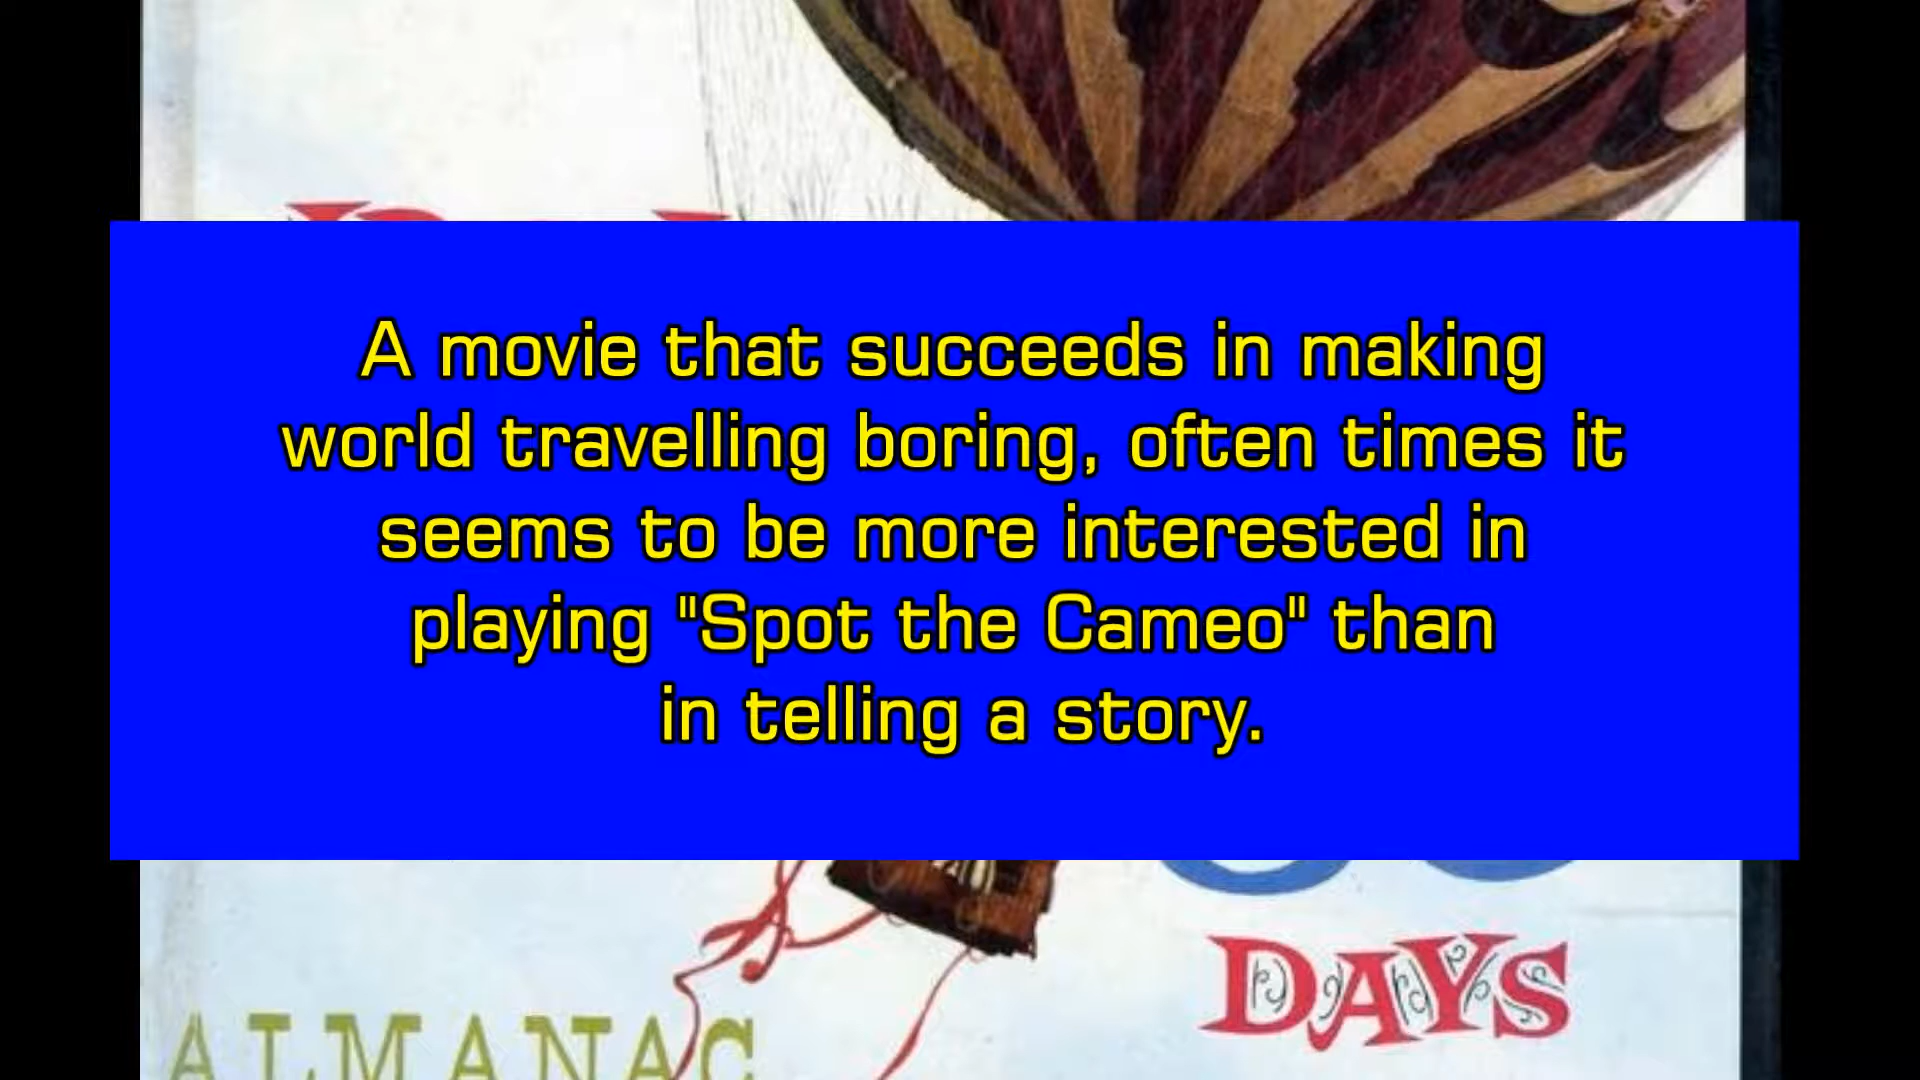 A movie that succeeds in making
world travelling boring, often times it
seems to be more interested in
playing "Spot the Cameo" than
in telling a story.
DAYS
ALMANAC